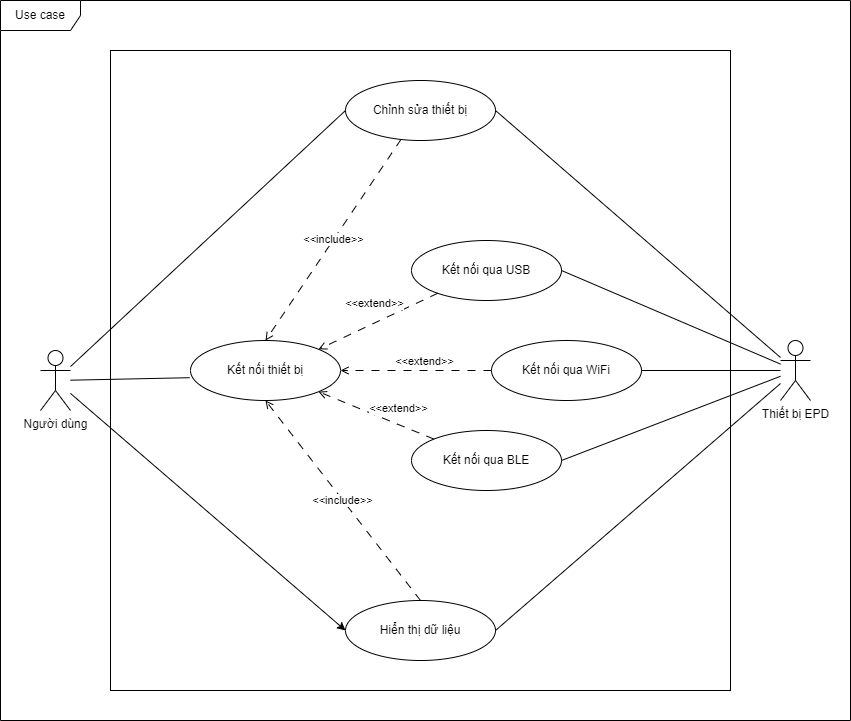 Use case
Chỉnh sửa thiết bị
<<include>>
Kết nối qua USB
<<extend>>
Kết nối thiết bị
<<extend>>
Kết nối qua WiFi
Người dùng
Thiết bị EPD
<<extend>>
Kết nối qua BLE
<<include>>
Hiển thị dữ liệu